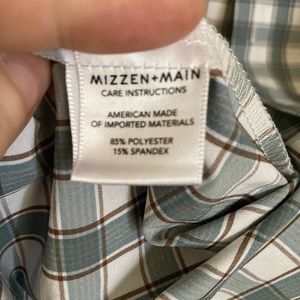 MIZZEN+MAIN
CARE INSTRUCTIONS
AMERICAN MADE
OF IMPORTED MATERIALS
85% POLYESTER
15% SPANDEX